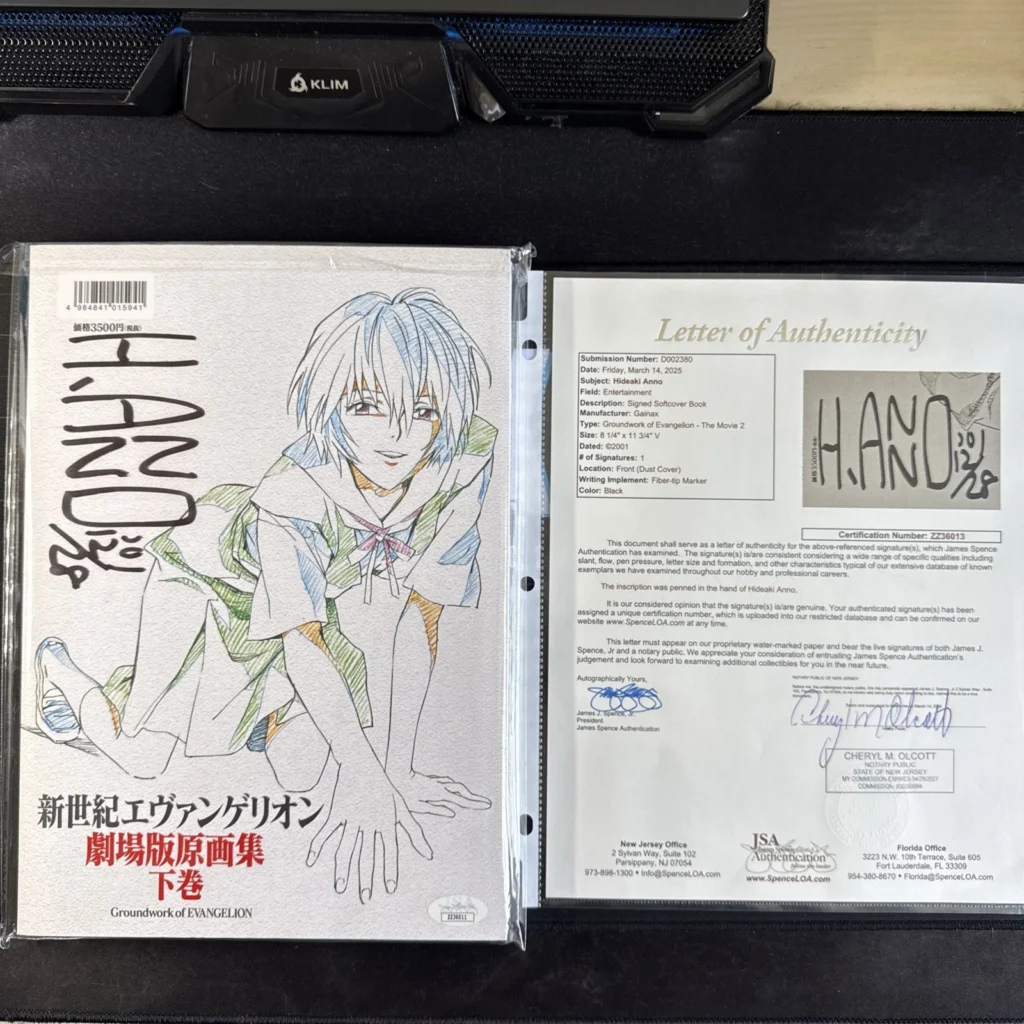 KLIM
4 984841 015941
価格3500円(税抜)
H.ANNO
新世紀エヴァンゲリオン
劇場版原画集
下巻
Groundwork of EVANGELION
Letter of Authenticity
Submission Number: D002380
Date: Friday, March 14, 2025
Subject: Hideaki Anno
Field: Entertainment
Description: Signed Softcover Book
Manufacturer: Gainax
Type: Groundwork of Evangelion - The Movie 2
Size: 8 1/4" x 11 3/4" V
Dated: ©2001
# of Signatures: 1
Location: Front (Dust Cover)
Writing Implement: Fiber-tip Marker
Color: Black
H.ANNO
Certification Number: ZZ36013
This document shall serve as a letter of authenticity for the above-referenced signature(s), which James Spence
Authentication has examined. The signature(s) is/are consistent considering a wide range of specific qualities including
slant, flow, pen pressure, letter size and formation, and other characteristics typical of our extensive database of known
exemplars we have examined throughout our hobby and professional careers.
The inscription was penned in the hand of Hideaki Anno.
It is our considered opinion that the signature(s) is/are genuine. Your authenticated signature(s) has been
assigned a unique certification number, which is uploaded into our restricted database and can be confirmed on our
website www.SpenceLOA.com at any time.
This letter must appear on our proprietary water-marked paper and bear the live signatures of both James J.
Spence, Jr and a notary public. We appreciate your consideration of entrusting James Spence Authentication's
judgement and look forward to examining additional collectibles for you in the near future.
Autographically Yours,
James J. Spence, Jr.
President
James Spence Authentication
NOTARY PUBLIC OF NEW JERSEY
Cheryl M Olcott
CHERYL M. OLCOTT
NOTARY PUBLIC
STATE OF NEW JERSEY
MY COMMISSION EXPIRES
New Jersey Office
2 Sylvan Way, Suite 102
Parsippany, NJ 07054
973-898-1300 • Info@SpenceLOA.com
JSA
Authentication
www.SpenceLOA.com
Florida Office
3223 N.W. 10th Terrace, Suite 605
Fort Lauderdale, FL 33309
954-380-8670 • Florida@SpenceLOA.com